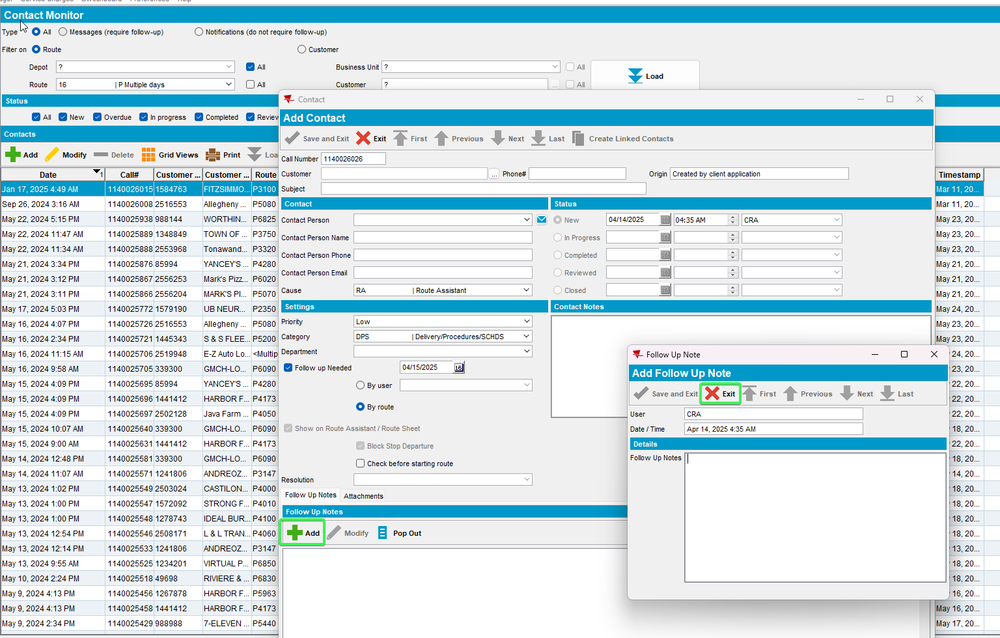 Contact Monitor
Type All Messages (require follow-up) Notifications (do not require follow-up)
Filter on Route Customer
Depot ? All Business Unit ? All
Route 16 | P Multiple days All Customer ? ... All
Load
Status
All New Overdue In progress Completed Review
Contacts
Add Modify Delete Grid Views Print Loa
Date 1 Call# Customer ... Customer ... Route Timestamp
Jan 17, 2025 4:49 AM 1140026015 1584763 FITZSIMMO... P3100 Mar 11, 20...
Sep 26, 2024 3:16 AM 1140026008 2516553 Allegheny ... P5080 Mar 11, 20...
May 22, 2024 5:15 PM 1140025938 988144 WORTHIN... P6825 May 23, 20...
May 22, 2024 11:47 AM 1140025889 1348849 TOWN OF ... P3750 May 23, 20...
May 22, 2024 11:34 AM 1140025888 2553968 Tonawand... P3320 May 23, 20...
May 21, 2024 3:34 PM 1140025876 85994 YANCEY'S ... P4280 May 21, 20...
May 21, 2024 3:12 PM 1140025867 2556253 Mark's Pizz... P6020 May 21, 20...
May 21, 2024 3:11 PM 1140025866 2556204 MARK'S PI... P5070 May 21, 20...
May 17, 2024 5:03 PM 1140025772 1579190 UB NEUR... P2350 May 24, 20...
May 16, 2024 4:07 PM 1140025726 2516553 Allegheny ... P5080 May 23, 20...
May 16, 2024 2:34 PM 1140025721 1445343 S & S FLEE... P5200 May 23, 20...
May 16, 2024 11:15 AM 1140025706 2519948 E-Z Auto Lo... <Multip 24, 20...
May 16, 2024 9:58 AM 1140025705 339300 GMCH-LO... P6090 23, 20...
May 15, 2024 4:09 PM 1140025695 85994 YANCEY'S ... P4280 22, 20...
May 15, 2024 4:09 PM 1140025696 1441412 HARBOR F... P4173 22, 20...
May 15, 2024 4:09 PM 1140025697 2502128 Java Farm ... P4050 22, 20...
May 15, 2024 10:07 AM 1140025640 339300 GMCH-LO... P6090 18, 20...
May 15, 2024 9:00 AM 1140025631 1441412 HARBOR F... P4173 22, 20...
May 14, 2024 12:48 PM 1140025581 339300 GMCH-LO... P6090 18, 20...
May 14, 2024 11:07 AM 1140025571 1241806 ANDREOZ... P3147 14, 20...
May 13, 2024 1:02 PM 1140025549 2503024 CASTILON... P4000 18, 20...
May 13, 2024 1:00 PM 1140025547 1572092 STRONG F... P4010 18, 20...
May 13, 2024 1:00 PM 1140025548 1278743 IDEAL BUR... P4100 18, 20...
May 13, 2024 12:54 PM 1140025546 2508171 L & L TRAN... P4060 18, 20...
May 13, 2024 12:14 PM 1140025533 1241806 ANDREOZ... P3147 13, 20...
May 13, 2024 9:55 AM 1140025525 1234201 VIRTUAL P... P6850 18, 20...
May 10, 2024 2:24 PM 1140025518 49698 RIVIERE & ... P6830 18, 20...
May 9, 2024 4:13 PM 1140025456 1267878 HARBOR F... P5963 16, 20...
May 9, 2024 4:13 PM 1140025458 1441412 HARBOR F... P4173 May 16, 20...
May 9, 2024 2:34 PM 1140025429 988988 7-ELEVEN ... P5440 May 17, 20...
Contact
Add Contact
Save and Exit Exit First Previous Next Last Create Linked Contacts
Call Number 1140026026
Customer ... Phone# Origin Created by client application
Subject
Contact Status
Contact Person New 04/14/2025 16 04:35 AM CRA
Contact Person Name In Progress 16
Contact Person Phone Completed 16
Contact Person Email Reviewed 16
Cause RA | Route Assistant Closed 16
Settings Contact Notes
Priority Low
Category DPS | Delivery/Procedures/SCHDS
Department
Follow up Needed 04/15/2025 16
By user
By route
Show on Route Assistant / Route Sheet
Block Stop Departure
Check before starting route
Resolution
Follow Up Notes Attachments
Follow Up Notes
Add Modify Pop Out
Follow Up Note
Add Follow Up Note
Save and Exit Exit First Previous Next Last
User CRA
Date / Time Apr 14, 2025 4:35 AM
Details
Follow Up Notes